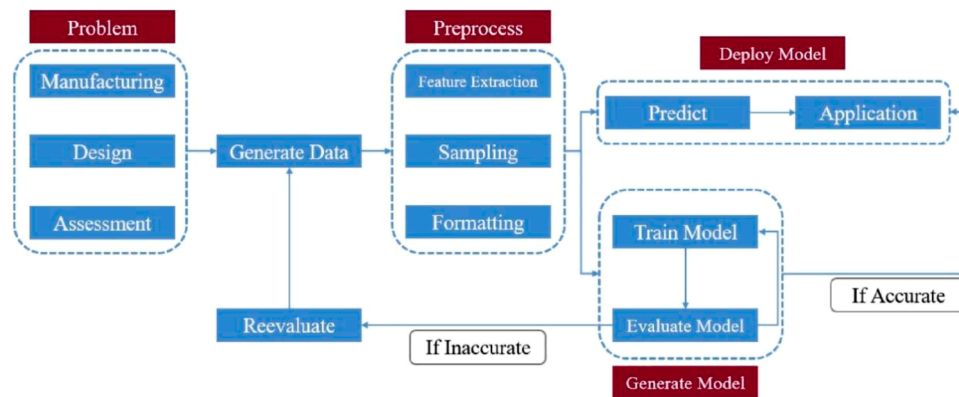 Problem
Manufacturing
Design
Assessment
Generate Data
Reevaluate
Preprocess
Feature Extraction
Sampling
Formatting
Deploy Model
Predict
Application
Train Model
Evaluate Model
Generate Model
If Inaccurate
If Accurate